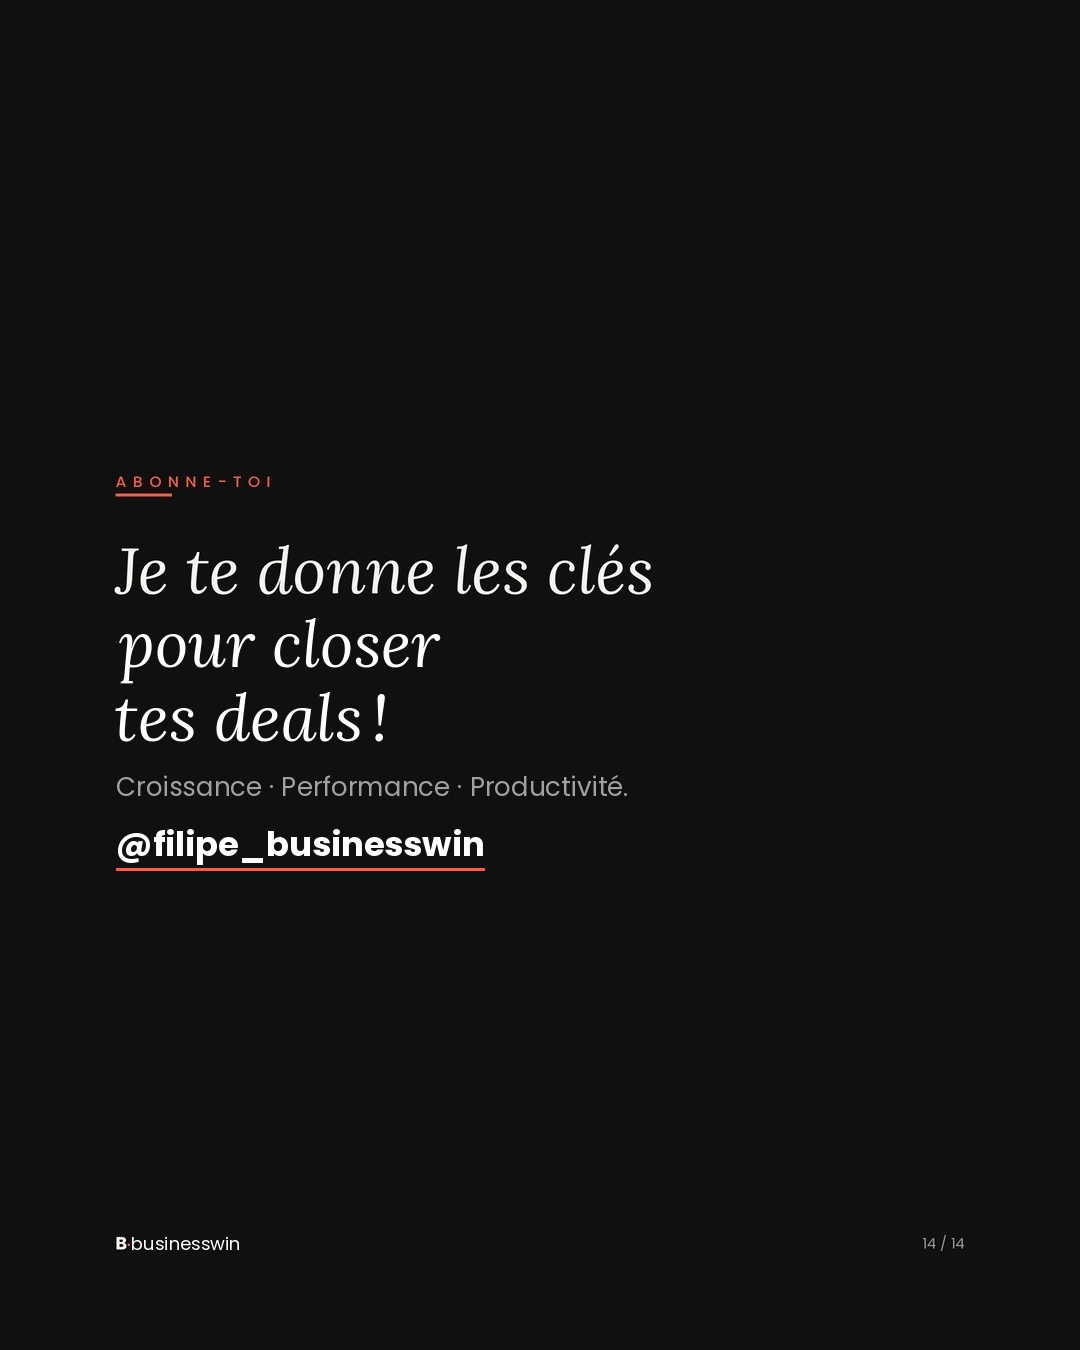 ABONNE-TOI
Je te donne les clés
pour closer
tes deals !
Croissance · Performance · Productivité.
@filipe_businesswin
B·businesswin
14 / 14